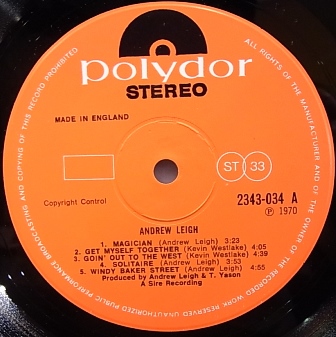 polydor
STEREO
MADE IN ENGLAND
ST 33
Copyright Control
2343-034 A
Ⓟ 1970
ANDREW LEIGH
1. MAGICIAN (Andrew Leigh) 3:23
2. GET MYSELF TOGETHER (Kevin Westlake) 4:05
3. GOIN' OUT TO THE WEST (Kevin Westlake) 4:39
4. SOLITAIRE (Andrew Leigh) 4:55
5. WINDY BAKER STREET (Andrew Leigh) 4:55
Produced by Andrew Leigh & T. Yason
A Sire Recording
ALL RIGHTS OF THE MANUFACTURER AND OF THE OWNER OF THE RECORDED WORK RESERVED UNAUTHORIZED PUBLIC PERFORMANCE BROADCASTING AND COPYING OF THIS RECORD PROHIBITED